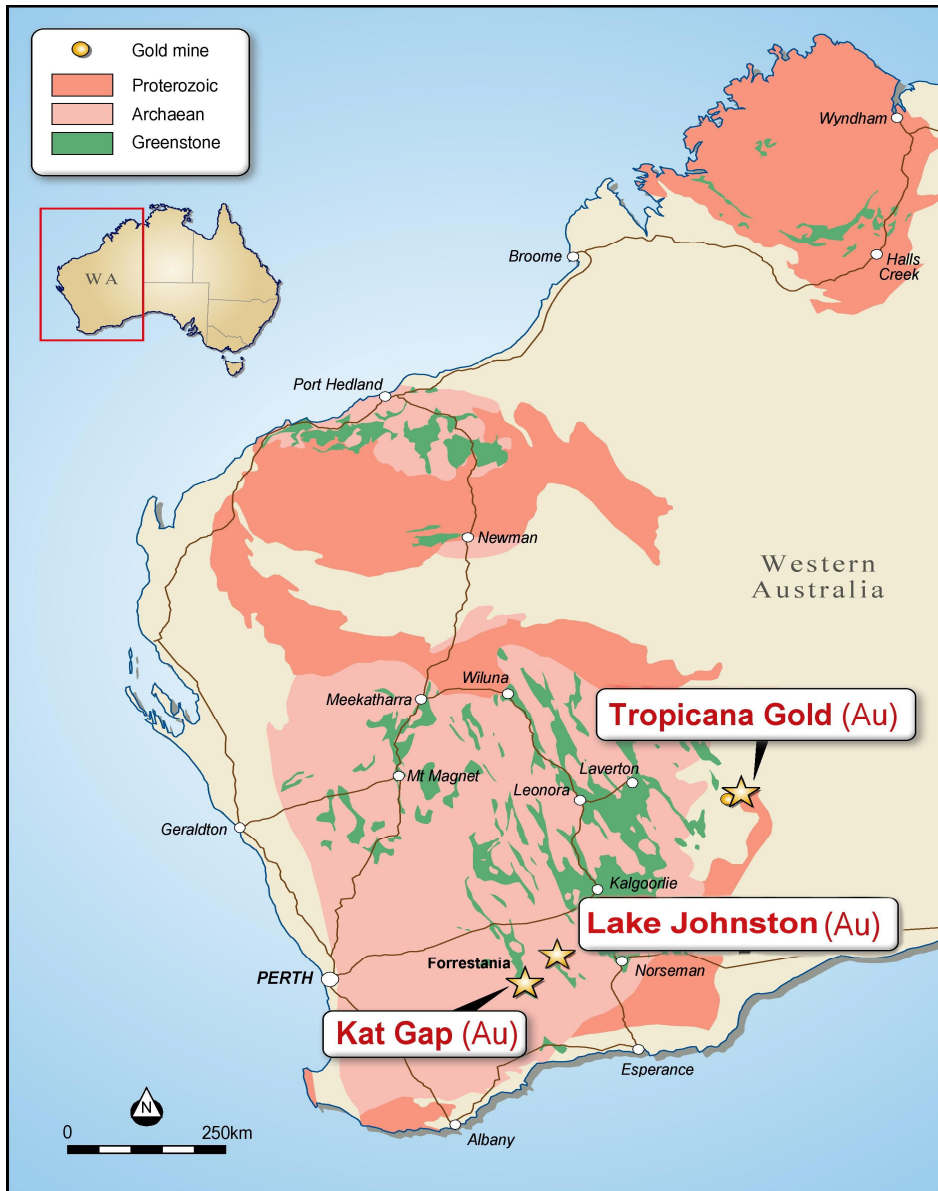 Gold mine
Proterozoic
Archaean
Greenstone
WA
Wyndham
Halls
Creek
Broome
Port Hedland
Newman
Western
Australia
Wiluna
Meekatharra
Tropicana Gold (Au)
Mt Magnet
Laverton
Leonora
Geraldton
Kalgoorlie
Lake Johnston (Au)
Forrestania
Norseman
PERTH
Kat Gap (Au)
Esperance
N
0 250km
Albany